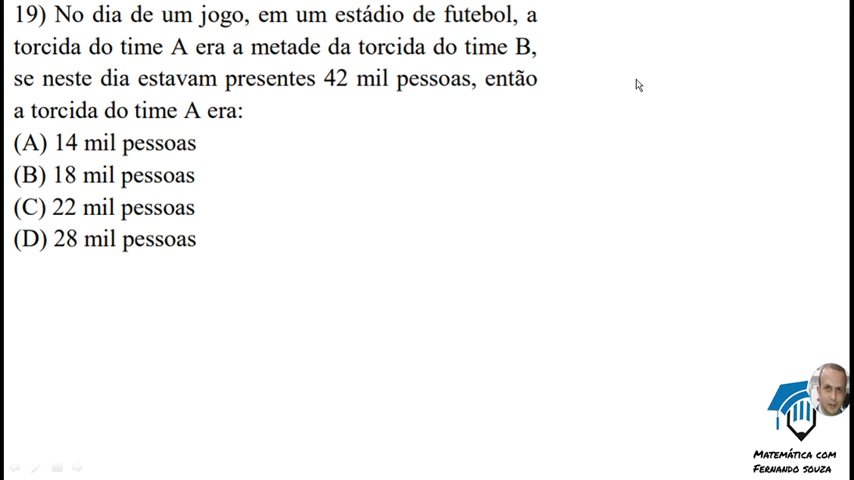 19) No dia de um jogo, em um estádio de futebol, a
torcida do time A era a metade da torcida do time B,
se neste dia estavam presentes 42 mil pessoas, então
a torcida do time A era:
(A) 14 mil pessoas
(B) 18 mil pessoas
(C) 22 mil pessoas
(D) 28 mil pessoas
Matemática com
Fernando souza